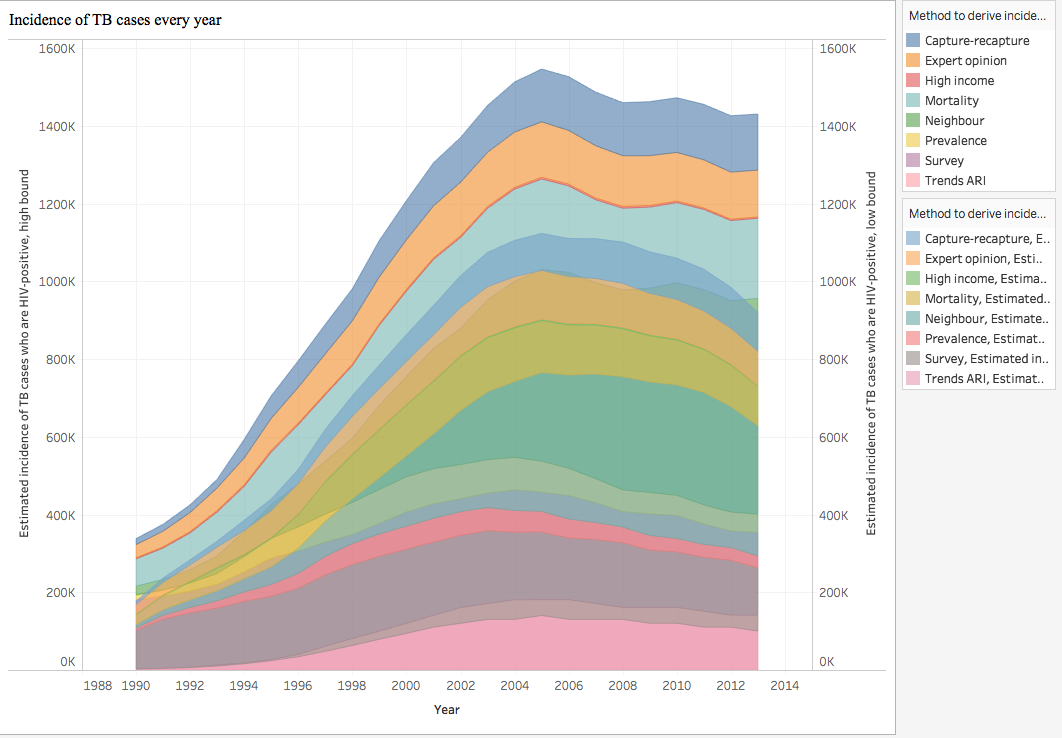 Incidence of TB cases every year
Estimated incidence of TB cases who are HIV-positive, high bound
1600K
1400K
1200K
1000K
800K
600K
400K
200K
0K
1600K
1400K
1200K
1000K
800K
600K
400K
200K
0K
Estimated incidence of TB cases who are HIV-positive, low bound
1988 1990 1992 1994 1996 1998 2000 2002 2004 2006 2008 2010 2012 2014
Year
Method to derive incide...
Capture-recapture
Expert opinion
High income
Mortality
Neighbour
Prevalence
Survey
Trends ARI
Method to derive incide...
Capture-recapture, E..
Expert opinion, Esti..
High income, Estima..
Mortality, Estimated..
Neighbour, Estimate..
Prevalence, Estimat..
Survey, Estimated in..
Trends ARI, Estimat..